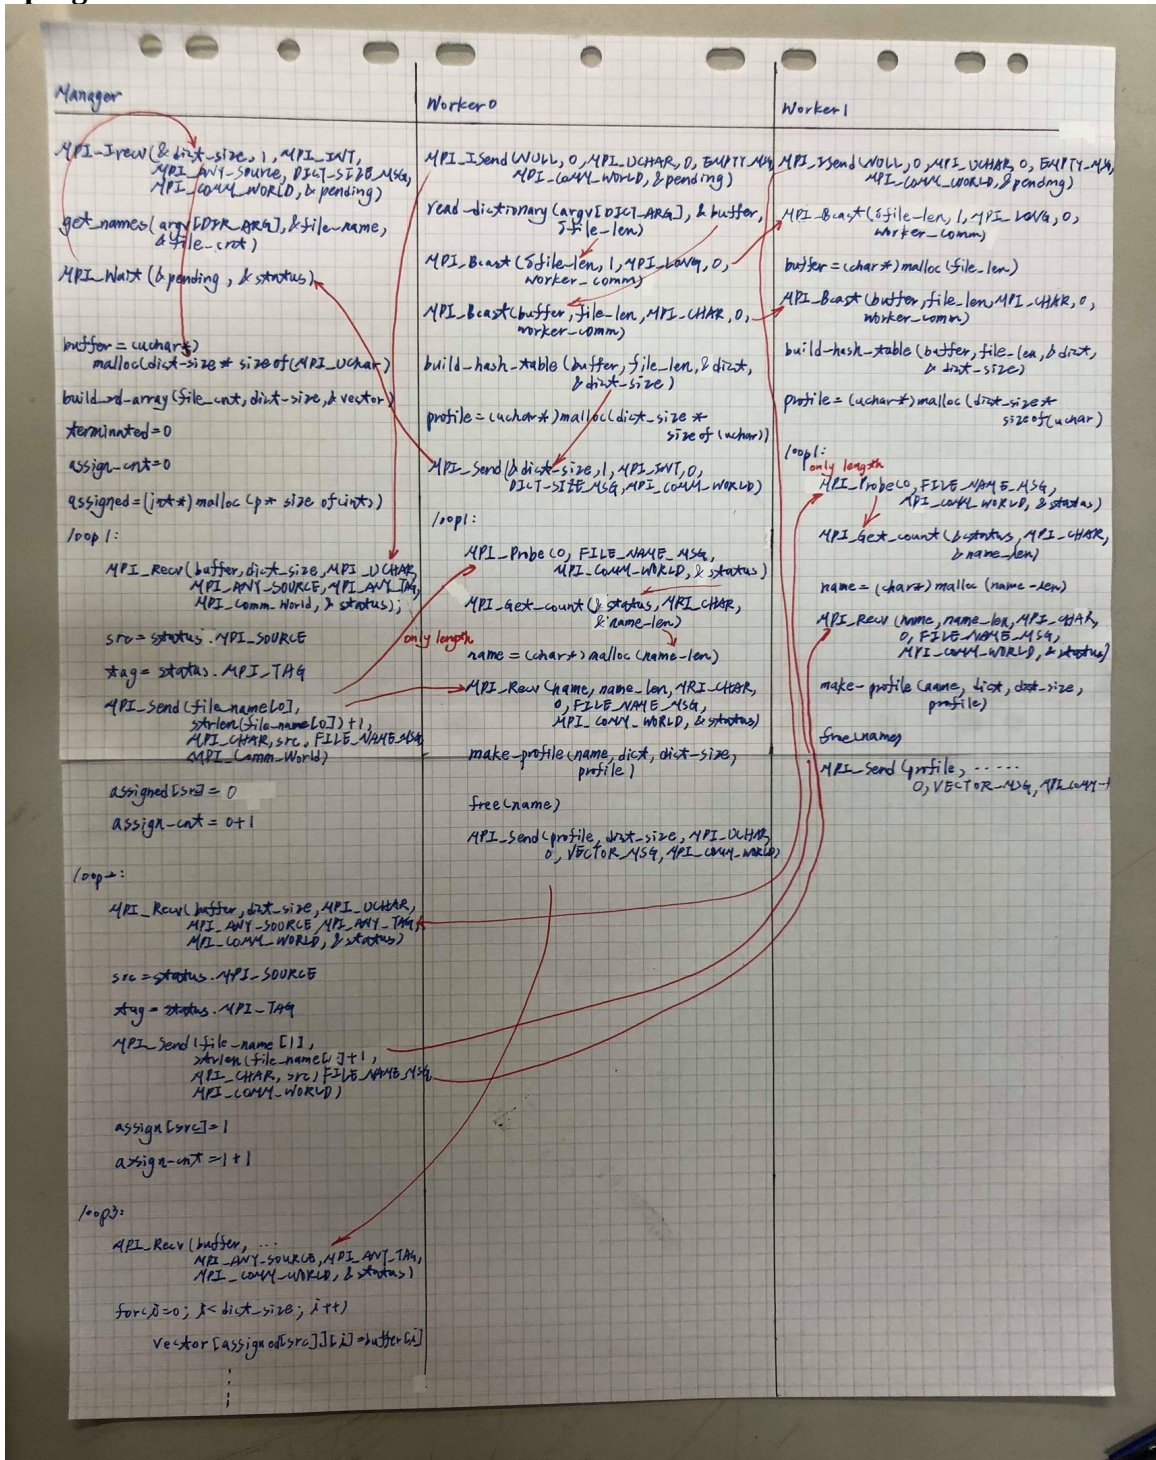 Manager
MPI_Irecv(&dict_size, 1, MPI_INT,
MPI_ANY_Source, DICT_SIZE_MSG,
MPI_COMM_WORLD, &pending)
get_names(argv[DIR_ARG], &file_name,
&file_cnt)
MPI_Wait(&pending, &status)
buffer = (uchar*)
malloc(dict_size * size of(MPI_UChar)
build_2d_array(file_cnt, dict_size, &vector)
terminated=0
assign_cnt=0
assigned=(int*) malloc (p* size of(int))
loop1:
MPI_Recv(buffer, dict_size, MPI_UCHAR,
MPI_ANY_SOURCE, MPI_ANY_TAG,
MPI_Comm_World, &status);
src=status.MPI_SOURCE
tag=status.MPI_TAG
MPI_Send(file_name[0],
strlen(file_name[0])+1,
MPI_CHAR, src, FILE_NAME_MSG
MPI_Comm_World)
assigned[src]=0
assign_cnt=0+1
loop2:
MPI_Recv(buffer, dict_size, MPI_UCHAR,
MPI_ANY_SOURCE, MPI_ANY_TAG,
MPI_COMM_WORLD, &status)
src=status.MPI_SOURCE
tag=status.MPI_TAG
MPI_Send(file_name[1],
strlen(file_name[1]+1,
MPI_CHAR, src, FILE_NAME_MSG
MPI_COMM_WORLD)
assign[src]=1
assign_cnt=1+1
loop3:
MPI_Recv(buffer, ...
MPI_ANY_SOURCE, MPI_ANY_TAG,
MPI_COMM_WORLD, &status)
for(i=0; i<dict_size; i++)
Vector[assigned[src]][i]=buffer[i]
Worker0
MPI_ISend(NULL, 0, MPI_UCHAR, 0, EMPTY_MSG
MPI_COMM_WORLD, &pending)
read_dictionary(argv[DICT_ARG], &buffer,
&file_len)
MPI_Bcast(&file_len, 1, MPI_LONG, 0,
worker_comm)
MPI_Bcast(buffer, file_len, MPI_CHAR, 0,
worker_comm)
build_hash_table(buffer, file_len, &dict,
&dict_size)
profile=(uchar*)malloc(dict_size *
size of(uchar))
MPI_Send(&dict_size, 1, MPI_INT, 0,
DICT_SIZE_MSG, MPI_COMM_WORLD)
loop1:
MPI_Probe(0, FILE_NAME_MSG,
MPI_COMM_WORLD, &status)
MPI_Get_count(&status, MPI_CHAR,
&name_len)
only length
name=(char*)malloc(name_len)
MPI_Recv(name, name_len, MPI_CHAR,
0, FILE_NAME_MSG,
MPI_COMM_WORLD, &status)
make_profile(name, dict, dict_size,
profile)
free(name)
MPI_Send(profile, dict_size, MPI_UCHAR,
0, VECTOR_MSG, MPI_COMM_WORLD)
Worker1
MPI_ISend(NULL, 0, MPI_UCHAR, 0, EMPTY_MSG,
MPI_COMM_WORLD, &pending)
MPI_Bcast(&file_len, 1, MPI_LONG, 0,
worker_comm)
buffer=(char*)malloc(file_len)
MPI_Bcast(buffer, file_len, MPI_CHAR, 0,
worker_comm)
build_hash_table(buffer, file_len, &dict,
&dict_size)
profile=(uchar*)malloc(dict_size*
sizeof(uchar)
loop1:
only length
MPI_Probe(0, FILE_NAME_MSG,
MPI_COMM_WORLD, &status)
MPI_Get_count(&status, MPI_CHAR,
&name_len)
name=(char*)malloc(name_len)
MPI_Recv(name, name_len, MPI_CHAR,
0, FILE_NAME_MSG,
MPI_COMM_WORLD, &status)
make_profile(name, dict, dict_size,
profile)
free(name)
MPI_Send(profile, ......
0, VECTOR_MSG, MPI_COMM_